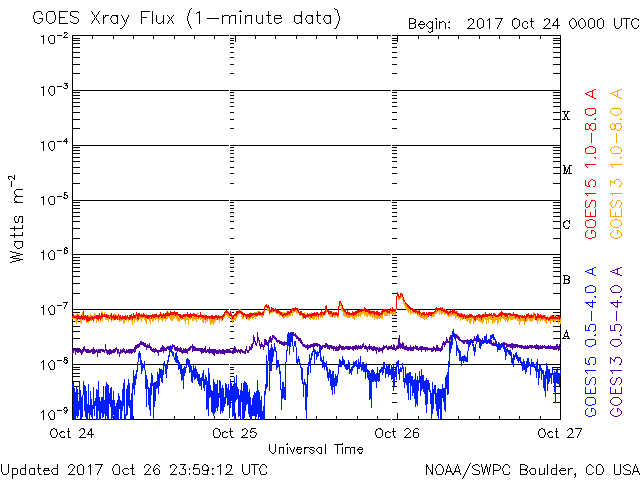 GOES Xray Flux (1-minute data)
Begin: 2017 Oct 24 0000 UTC
10-2
10-3
10-4
10-5
10-6
10-7
10-8
10-9
Watts m-2
X
M
C
B
A
GOES15 1.0-8.0 A
GOES13 1.0-8.0 A
GOES15 0.5-4.0 A
GOES13 0.5-4.0 A
Oct 24 Oct 25 Oct 26 Oct 27
Universal Time
Updated 2017 Oct 26 23:59:12 UTC
NOAA/SWPC Boulder, CO USA